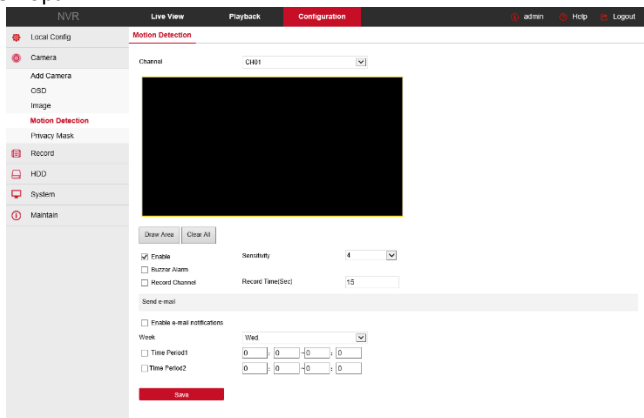 NVR Live View Playback Configuration admin Help Logout
Local Config
Camera
Add Camera
OSD
Image
Motion Detection
Privacy Mask
Record
HDD
System
Maintain
Motion Detection
Channel CH01
Draw Area Clear All
Enable Sensitivity 4
Buzzer Alarm
Record Channel Record Time(Sec) 15
Send e-mail
Enable e-mail notifications
Week Wed
Time Period1 0 : 0 ~ 0 : 0
Time Period2 0 : 0 ~ 0 : 0
Save